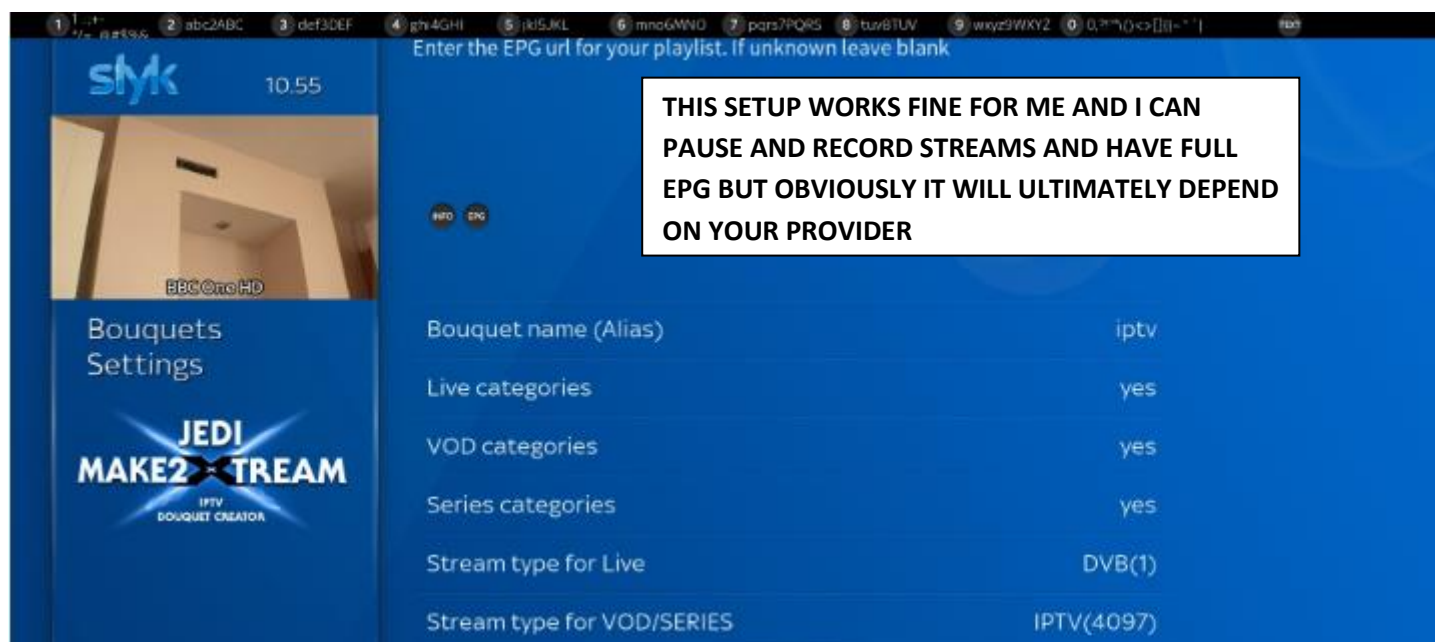 1 2 abc2ABC 3 def3DEF 4 ghi4GHI 5 jkl5JKL 6 mno6MNO 7 pqrs7PQRS 8 tuv8TUV 9 wxyz9WXYZ 0 TEXT
Enter the EPG url for your playlist. If unknown leave blank
slyk 10.55
THIS SETUP WORKS FINE FOR ME AND I CAN
PAUSE AND RECORD STREAMS AND HAVE FULL
EPG BUT OBVIOUSLY IT WILL ULTIMATELY DEPEND
ON YOUR PROVIDER
INFO EPG
BBC One HD
Bouquets
Settings
JEDI
MAKE2XTREAM
IPTV
BOUQUET CREATOR
Bouquet name (Alias) iptv
Live categories yes
VOD categories yes
Series categories yes
Stream type for Live DVB(1)
Stream type for VOD/SERIES IPTV(4097)